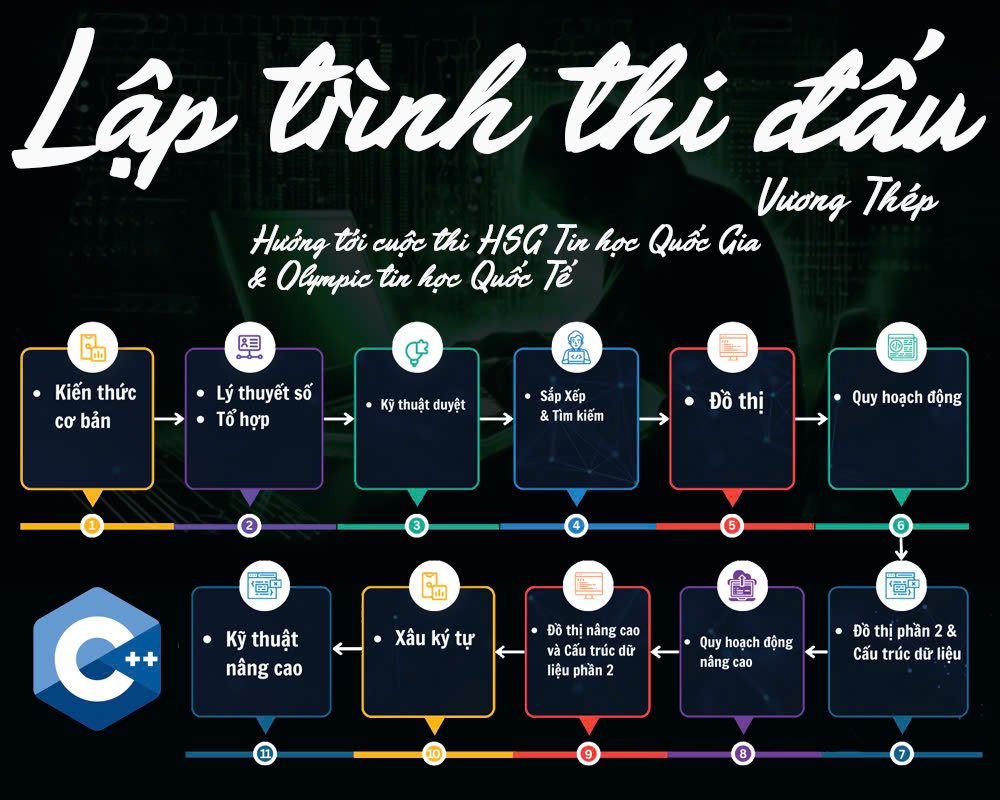 Lập trình thi đấu
Vương Thép
Hướng tới cuộc thi HSG Tin học Quốc Gia
& Olympic tin học Quốc Tế
• Kiến thức
cơ bản
• Lý thuyết số
• Tổ hợp
• Kỹ thuật duyệt
• Sắp Xếp
& Tìm kiếm
• Đồ thị
• Quy hoạch động
1
2
3
4
5
6
• Đồ thị phần 2 &
Cấu trúc dữ liệu
• Quy hoạch động
nâng cao
• Đồ thị nâng cao
và Cấu trúc dữ
liệu phần 2
• Xâu ký tự
• Kỹ thuật
nâng cao
C++
7
8
9
10
11